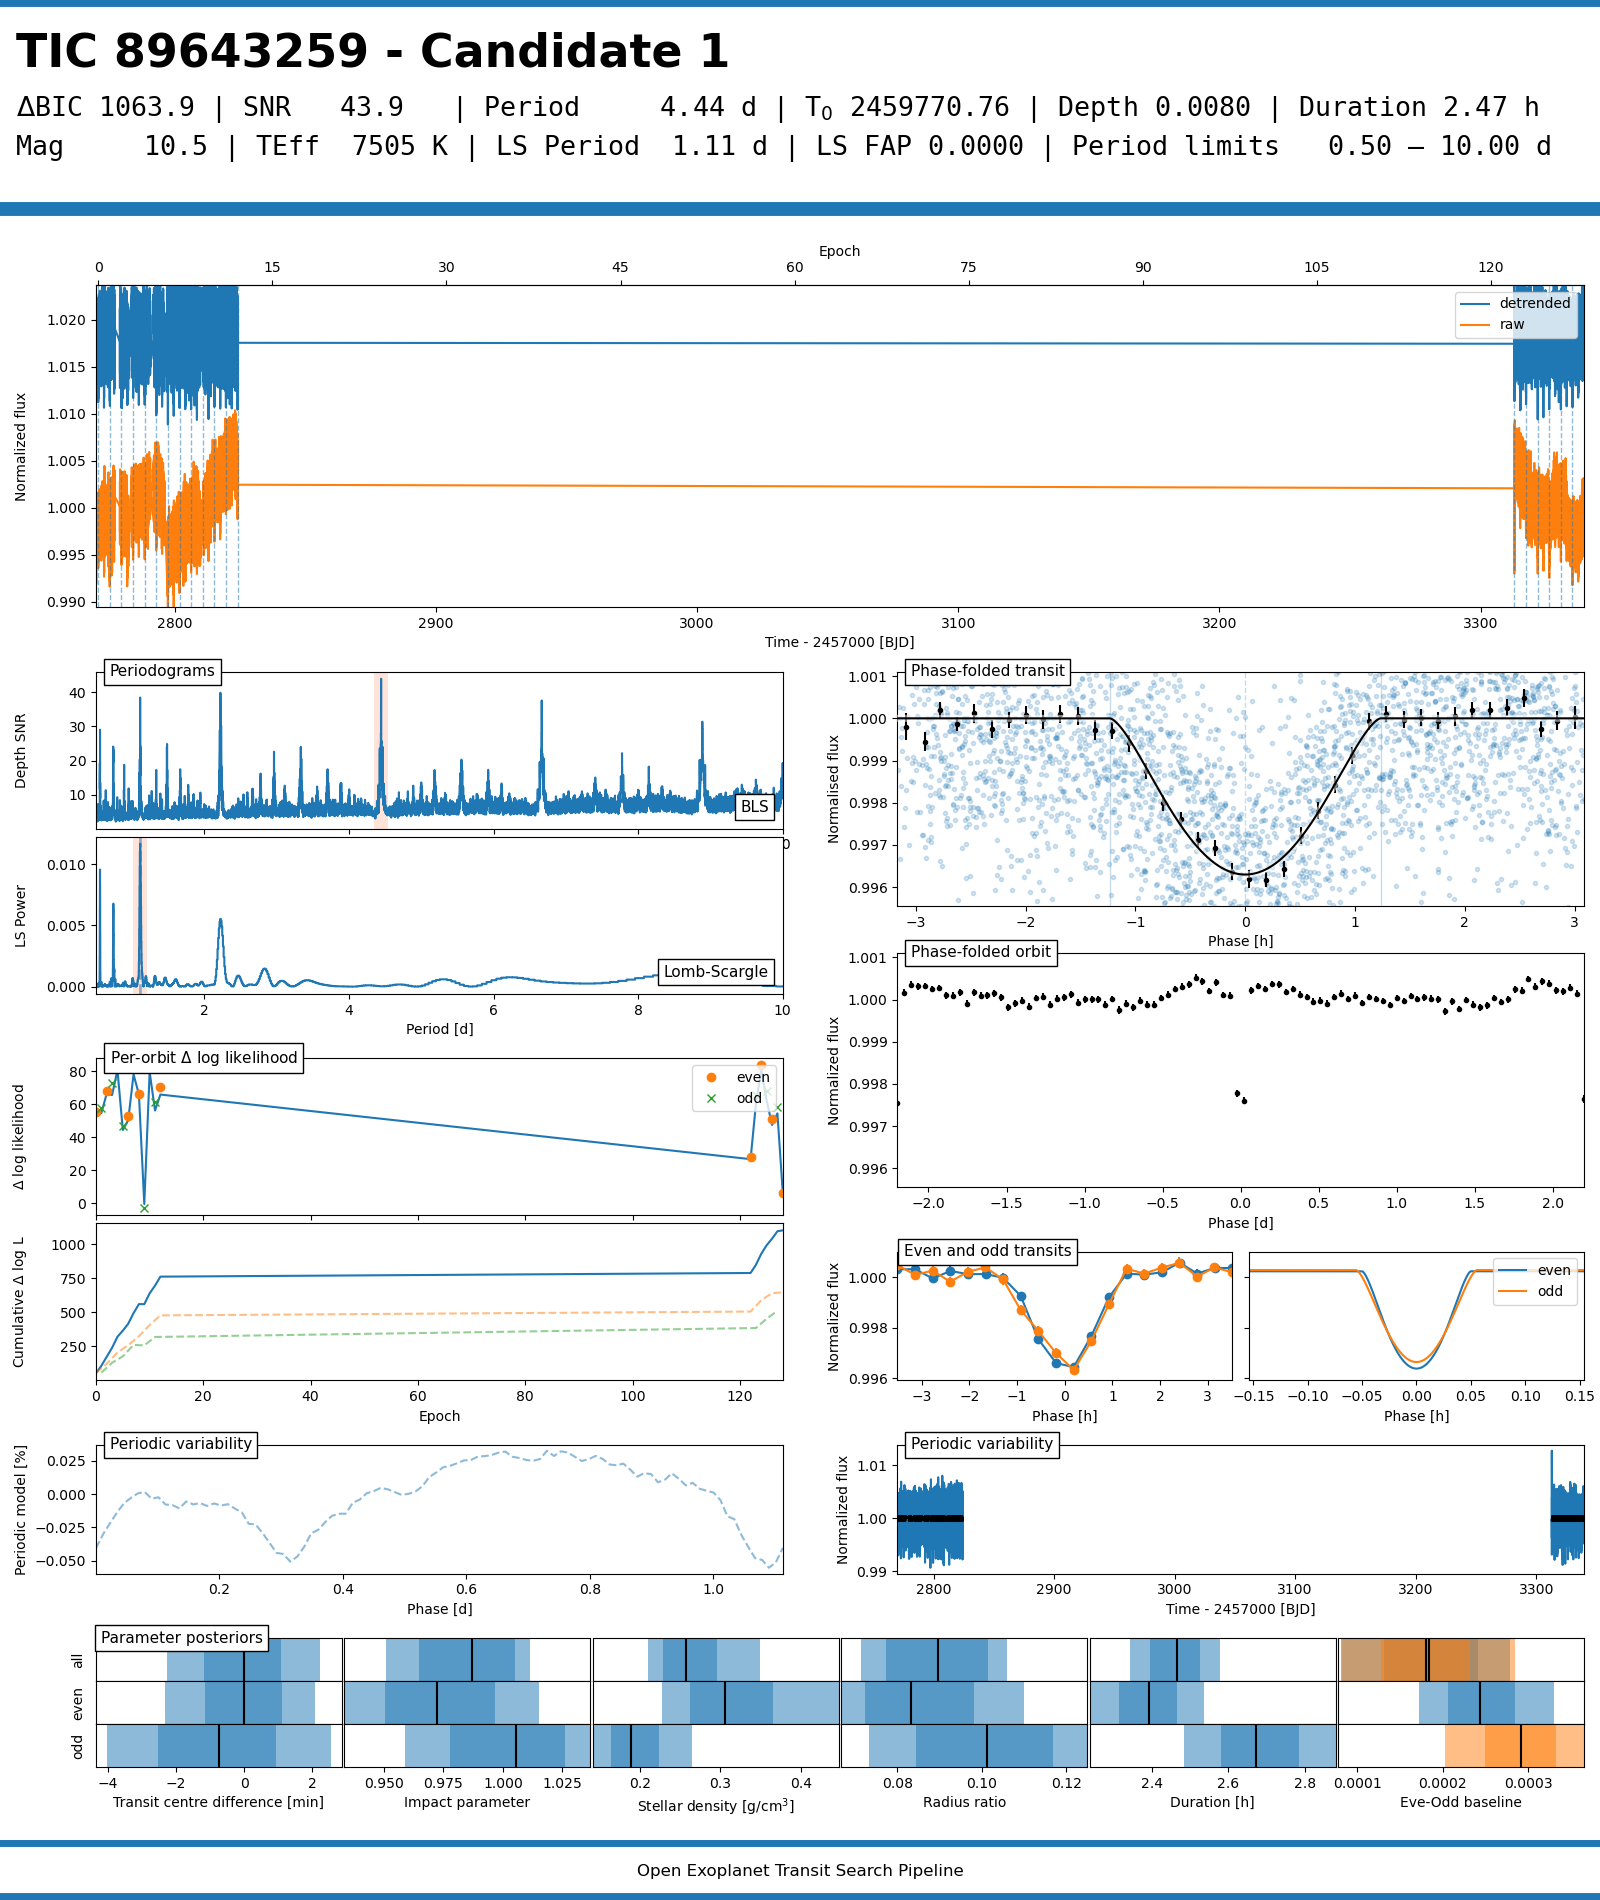 TIC 89643259 - Candidate 1
ΔBIC 1063.9 | SNR 43.9 | Period 4.44 d | T0 2459770.76 | Depth 0.0080 | Duration 2.47 h
Mag 10.5 | TEff 7505 K | LS Period 1.11 d | LS FAP 0.0000 | Period limits 0.50 — 10.00 d
Epoch
0 15 30 45 60 75 90 105 120
Normalized flux
1.020
1.015
1.010
1.005
1.000
0.995
0.990
detrended
raw
2800 2900 3000 3100 3200 3300
Time - 2457000 [BJD]
Periodograms
Depth SNR
40
30
20
10
BLS
0
LS Power
0.010
0.005
0.000
Lomb-Scargle
2 4 6 8 10
Period [d]
Phase-folded transit
Normalised flux
1.001
1.000
0.999
0.998
0.997
0.996
−3 −2 −1 0 1 2 3
Phase [h]
Phase-folded orbit
Normalized flux
1.001
1.000
0.999
0.998
0.997
0.996
−2.0 −1.5 −1.0 −0.5 0.0 0.5 1.0 1.5 2.0
Phase [d]
Per-orbit Δ log likelihood
Δ log likelihood
80
60
40
20
0
even
odd
Cumulative Δ log L
1000
750
500
250
0 20 40 60 80 100 120
Epoch
Even and odd transits
Normalized flux
1.000
0.998
0.996
−3 −2 −1 0 1 2 3
Phase [h]
even
odd
−0.15 −0.10 −0.05 0.00 0.05 0.10 0.15
Phase [h]
Periodic variability
Periodic model [%]
0.025
0.000
−0.025
−0.050
0.2 0.4 0.6 0.8 1.0
Phase [d]
Periodic variability
Normalized flux
1.01
1.00
0.99
2800 2900 3000 3100 3200 3300
Time - 2457000 [BJD]
Parameter posteriors
all
even
odd
−4 −2 0 2
Transit centre difference [min]
0.950 0.975 1.000 1.025
Impact parameter
0.2 0.3 0.4
Stellar density [g/cm³]
0.08 0.10 0.12
Radius ratio
2.4 2.6 2.8
Duration [h]
0.0001 0.0002 0.0003
Eve-Odd baseline
Open Exoplanet Transit Search Pipeline